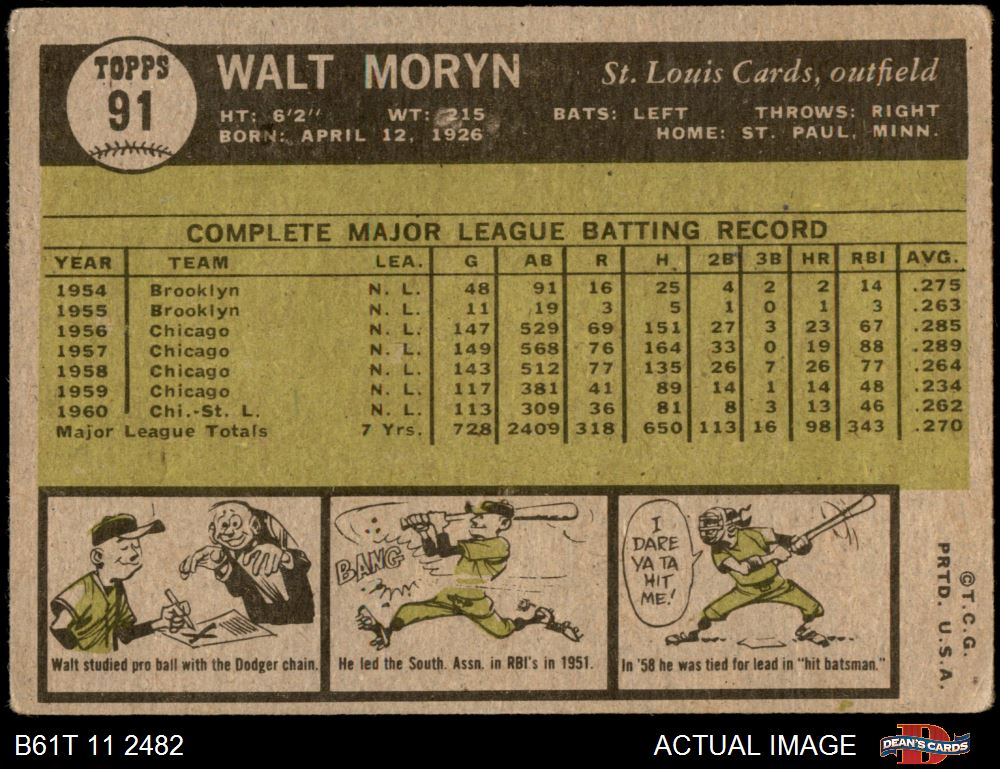 TOPPS
91
WALT MORYN
St. Louis Cards, outfield
HT: 6'2" WT: 215 BATS: LEFT THROWS: RIGHT
BORN: APRIL 12, 1926 HOME: ST. PAUL, MINN.
COMPLETE MAJOR LEAGUE BATTING RECORD
YEAR TEAM LEA. G AB R H 2B 3B HR RBI AVG.
1954 Brooklyn N. L. 48 91 16 25 4 2 2 14 .275
1955 Brooklyn N. L. 11 19 3 5 1 0 1 3 .263
1956 Chicago N. L. 147 529 69 151 27 3 23 67 .285
1957 Chicago N. L. 149 568 76 164 33 0 19 88 .289
1958 Chicago N. L. 143 512 77 135 26 7 26 77 .264
1959 Chicago N. L. 117 381 41 89 14 1 14 48 .234
1960 Chi.-St. L. N. L. 113 309 36 81 8 3 13 46 .262
Major League Totals 7 Yrs. 728 2409 318 650 113 16 98 343 .270
Walt studied pro ball with the Dodger chain.
BANG
He led the South. Assn. in RBI's in 1951.
I
DARE
YA TA
HIT
ME!
In '58 he was tied for lead in "hit batsman."
©T.C.G.
PRTD. U.S.A.
B61T 11 2482
ACTUAL IMAGE
DEAN'S CARDS